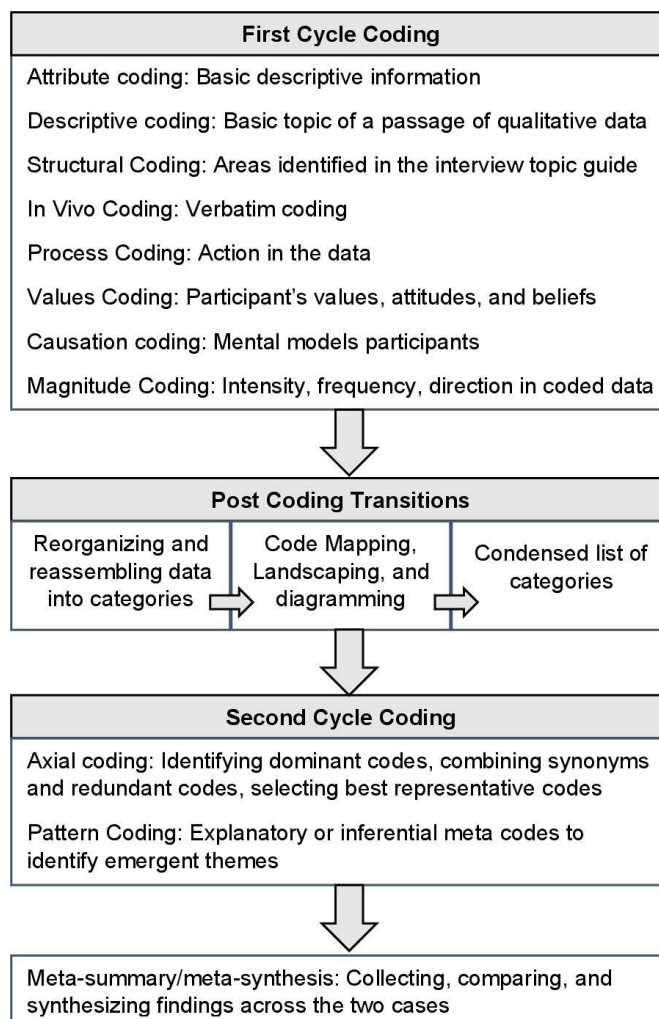 First Cycle Coding
Attribute coding: Basic descriptive information
Descriptive coding: Basic topic of a passage of qualitative data
Structural Coding: Areas identified in the interview topic guide
In Vivo Coding: Verbatim coding
Process Coding: Action in the data
Values Coding: Participant's values, attitudes, and beliefs
Causation coding: Mental models participants
Magnitude Coding: Intensity, frequency, direction in coded data
Post Coding Transitions
Reorganizing and
reassembling data
into categories
Code Mapping,
Landscaping, and
diagramming
Condensed list of
categories
Second Cycle Coding
Axial coding: Identifying dominant codes, combining synonyms
and redundant codes, selecting best representative codes
Pattern Coding: Explanatory or inferential meta codes to
identify emergent themes
Meta-summary/meta-synthesis: Collecting, comparing, and
synthesizing findings across the two cases